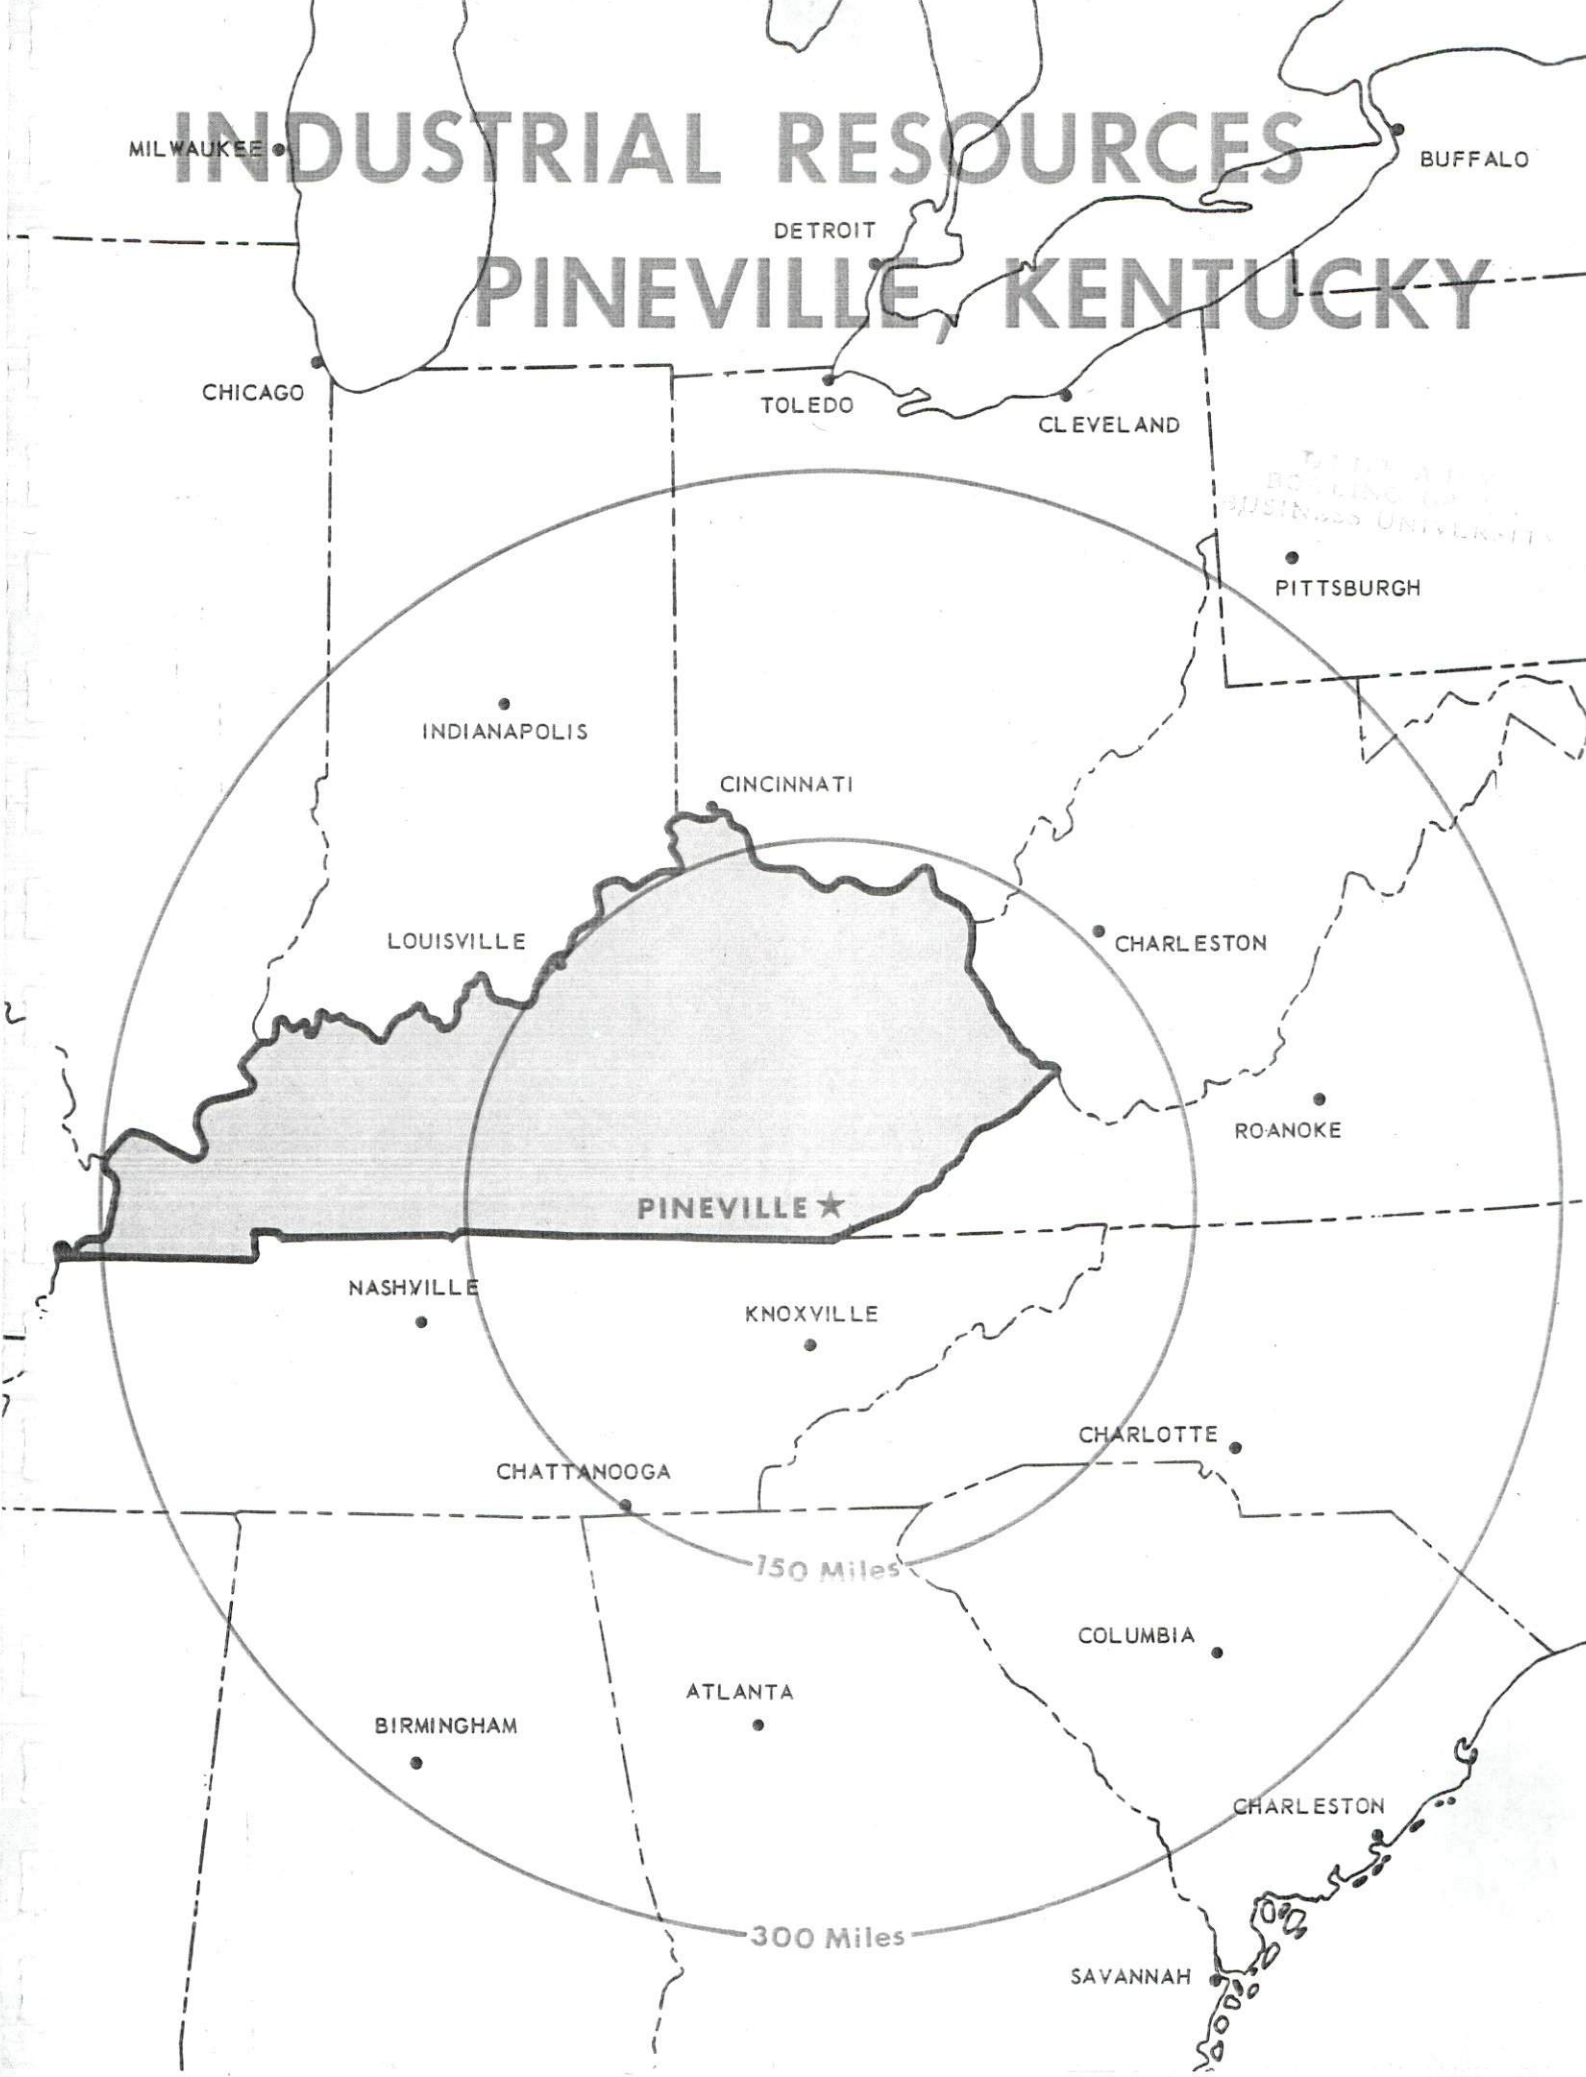 INDUSTRIAL RESOURCES
MILWAUKEE
BUFFALO
DETROIT
PINEVILLE, KENTUCKY
CHICAGO
TOLEDO
CLEVELAND
PITTSBURGH
INDIANAPOLIS
CINCINNATI
LOUISVILLE
CHARLESTON
ROANOKE
PINEVILLE
NASHVILLE
KNOXVILLE
CHARLOTTE
CHATTANOOGA
150 Miles
COLUMBIA
ATLANTA
BIRMINGHAM
CHARLESTON
300 Miles
SAVANNAH